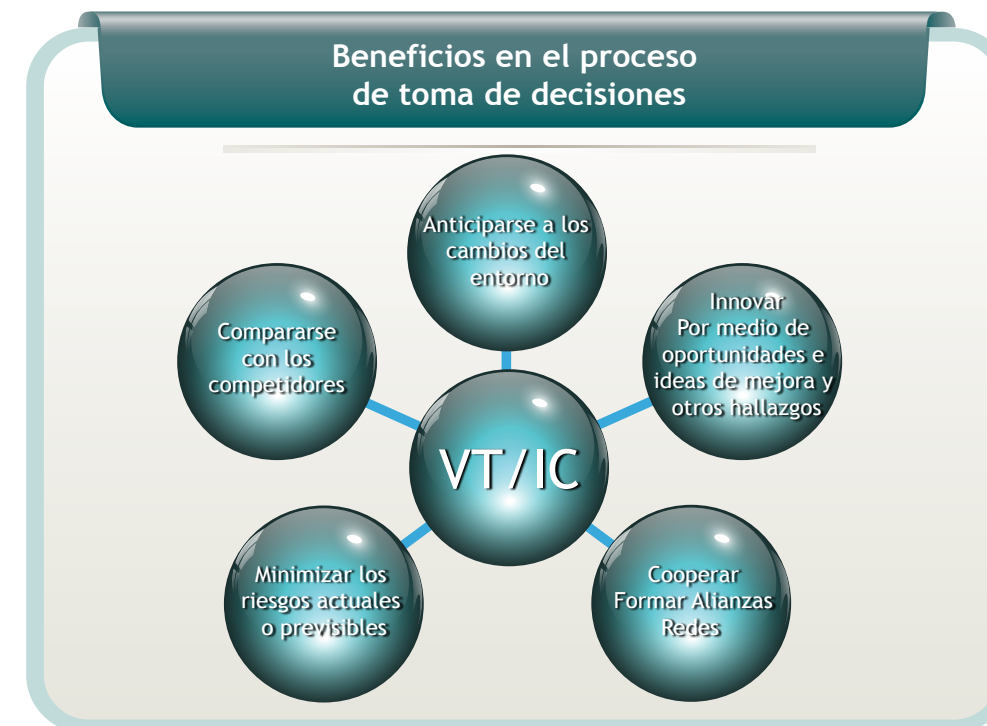 Beneficios en el proceso
de toma de decisiones
Anticiparse a los
cambios del
entorno
Innovar
Por medio de
oportunidades e
ideas de mejora y
otros hallazgos
Compararse
con los
competidores
VT/IC
Minimizar los
riesgos actuales
o previsibles
Cooperar
Formar Alianzas
Redes